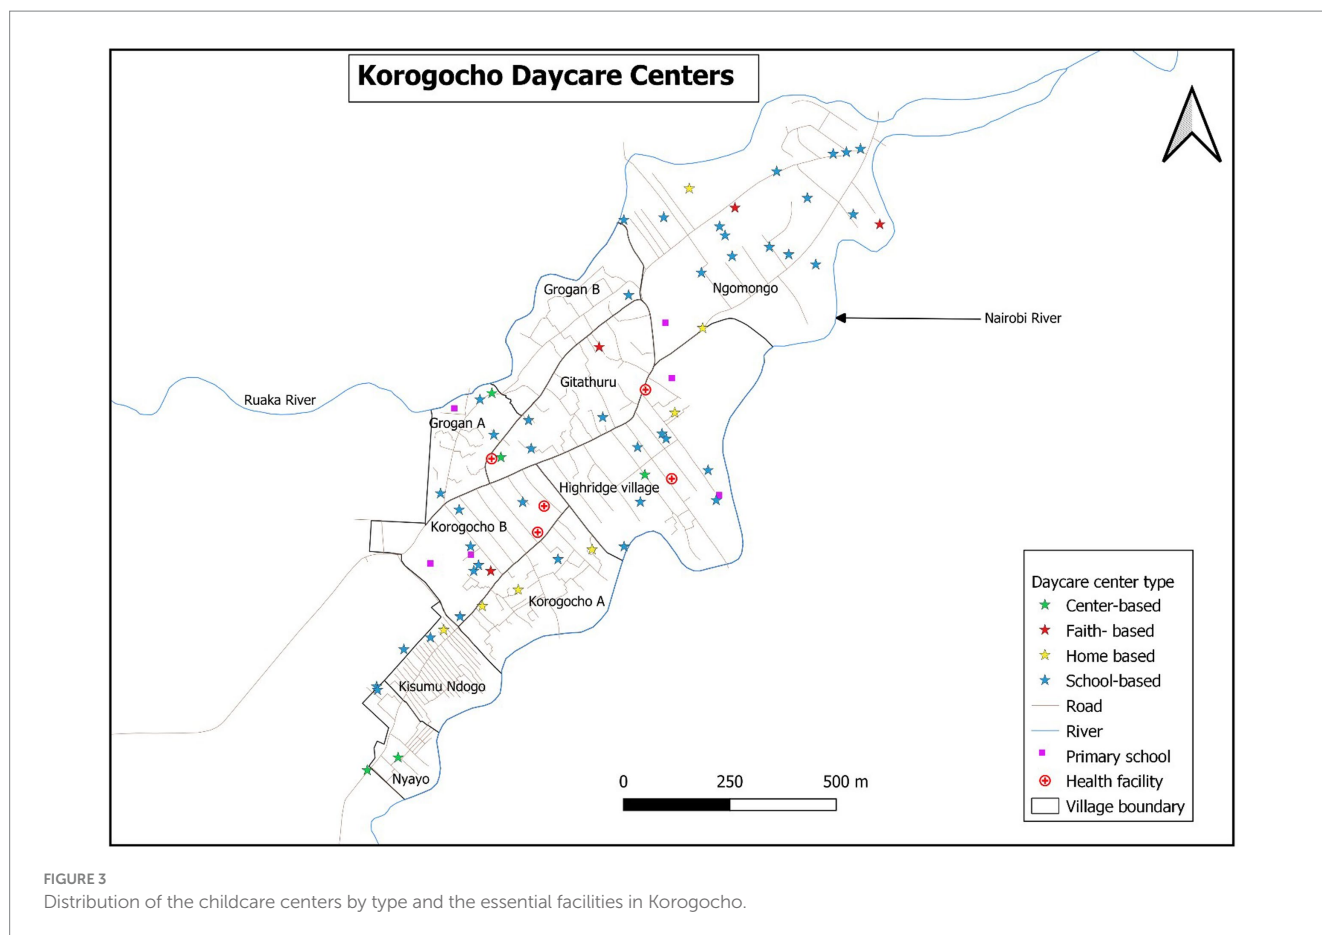 Korogocho Daycare Centers
Grogan B
Ngomongo
Nairobi River
Gitathuru
Ruaka River
Grogan A
Highridge village
Korogocho B
Korogocho A
Kisumu Ndogo
Nyayo
0 250 500 m
Daycare center type
Center-based
Faith- based
Home based
School-based
Road
River
Primary school
Health facility
Village boundary
FIGURE 3
Distribution of the childcare centers by type and the essential facilities in Korogocho.